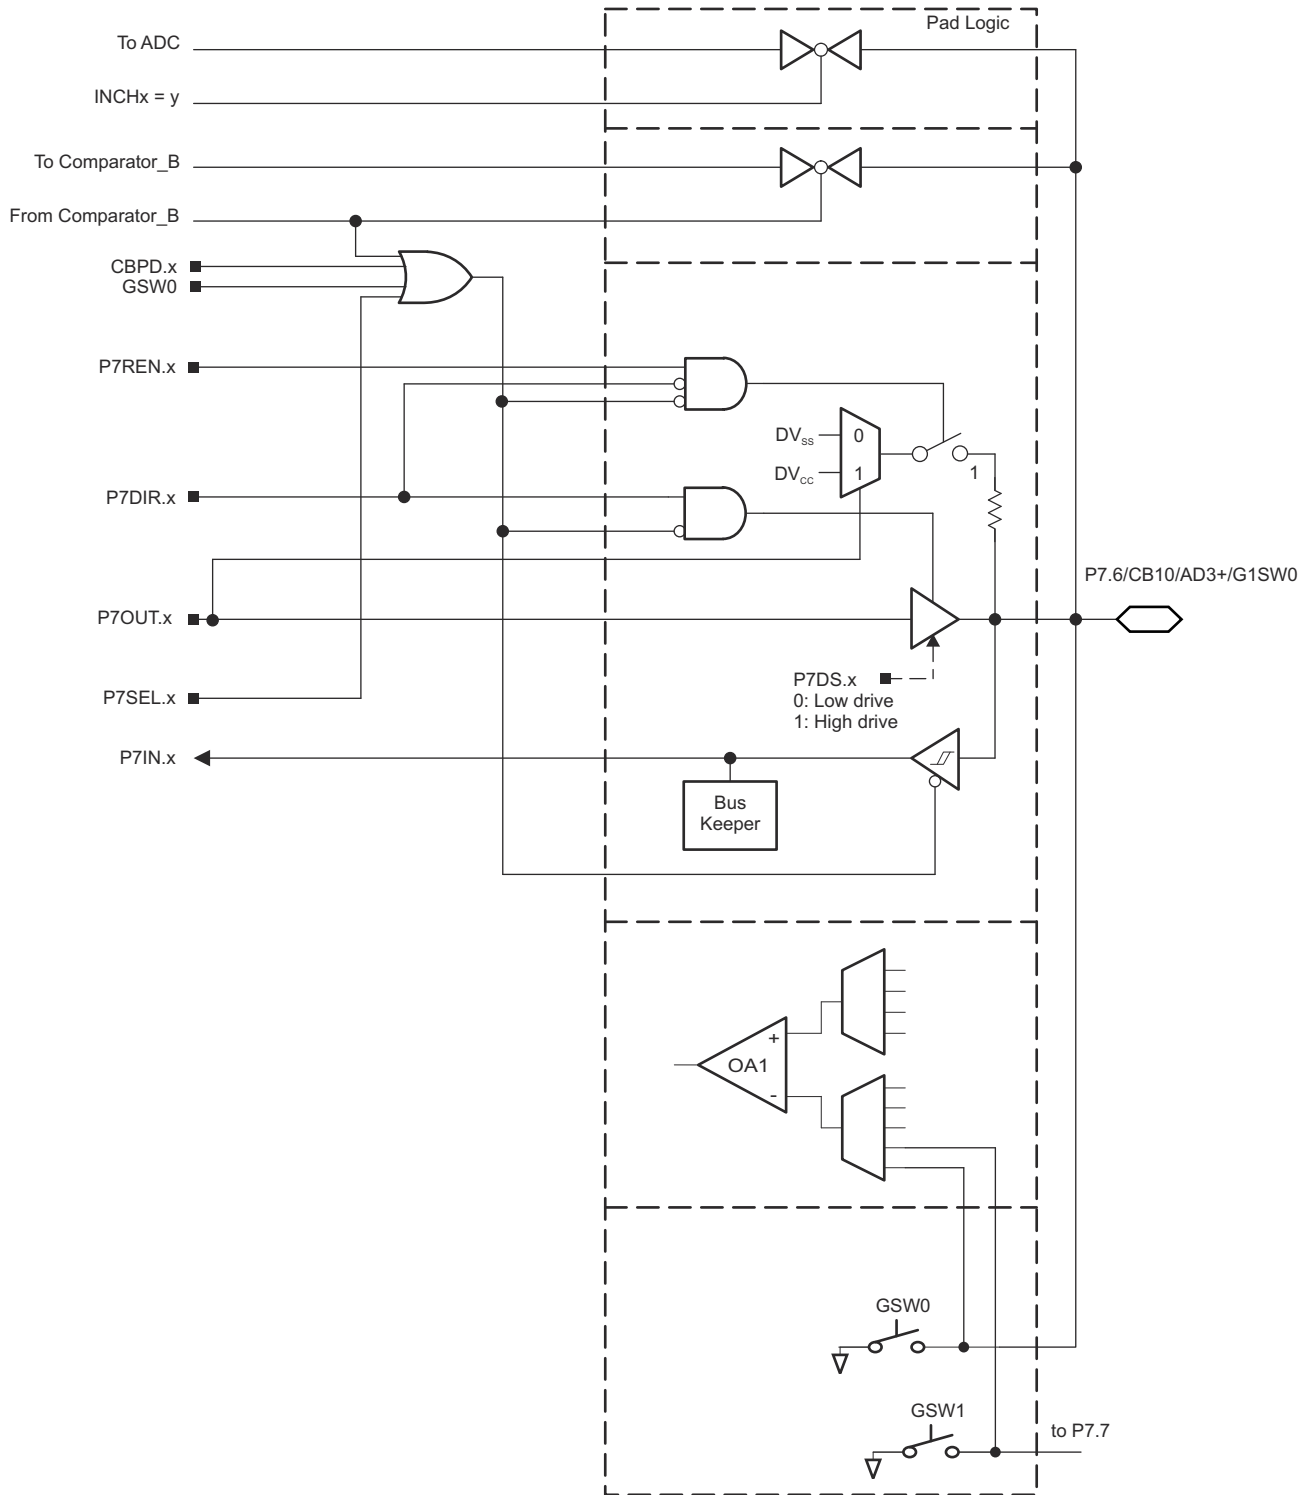 Pad Logic
To ADC
INCHx = y
To Comparator_B
From Comparator_B
CBPD.x
GSW0
P7REN.x
DVSS
0
DVCC
1
1
P7DIR.x
P7.6/CB10/AD3+/G1SW0
P7OUT.x
P7DS.x
0: Low drive
1: High drive
P7SEL.x
P7IN.x
Bus
Keeper
+
OA1
-
GSW0
GSW1
to P7.7